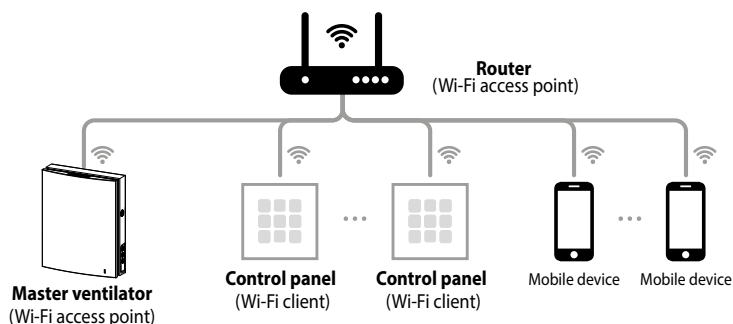 Router
(Wi-Fi access point)
Master ventilator
(Wi-Fi access point)
Control panel
(Wi-Fi client)
Control panel
(Wi-Fi client)
Mobile device
Mobile device